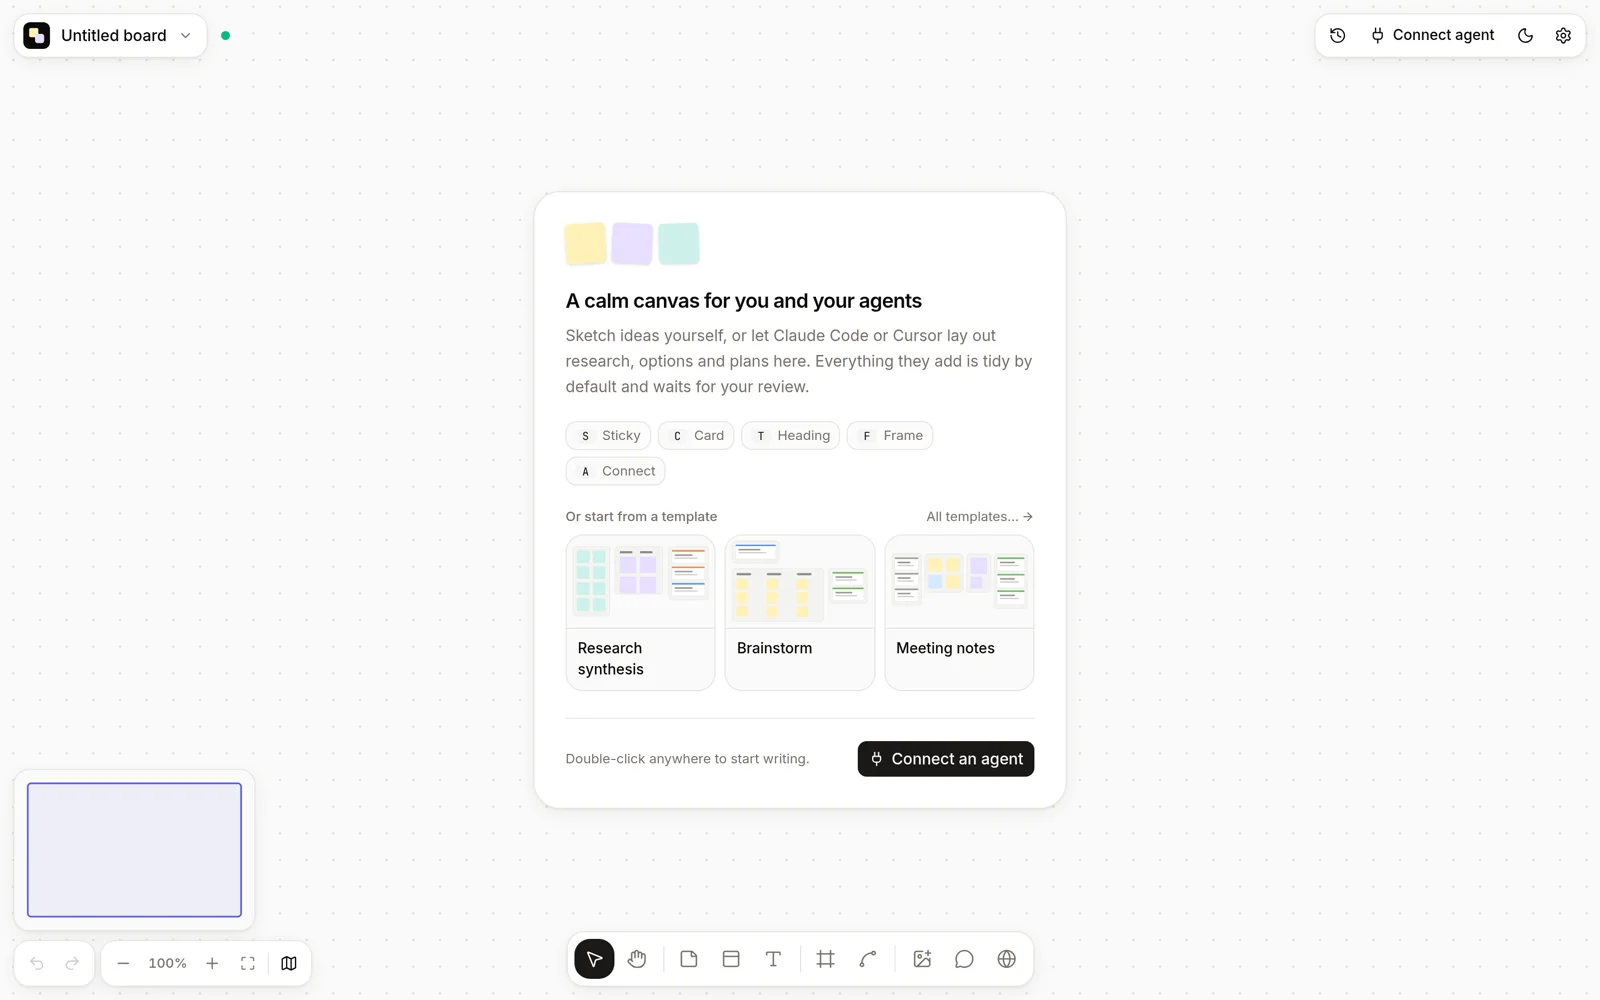 Untitled board
Connect agent
A calm canvas for you and your agents
Sketch ideas yourself, or let Claude Code or Cursor lay out
research, options and plans here. Everything they add is tidy by
default and waits for your review.
S Sticky
C Card
T Heading
F Frame
A Connect
Or start from a template
All templates... →
Research
synthesis
Brainstorm
Meeting notes
Double-click anywhere to start writing.
Connect an agent
100%